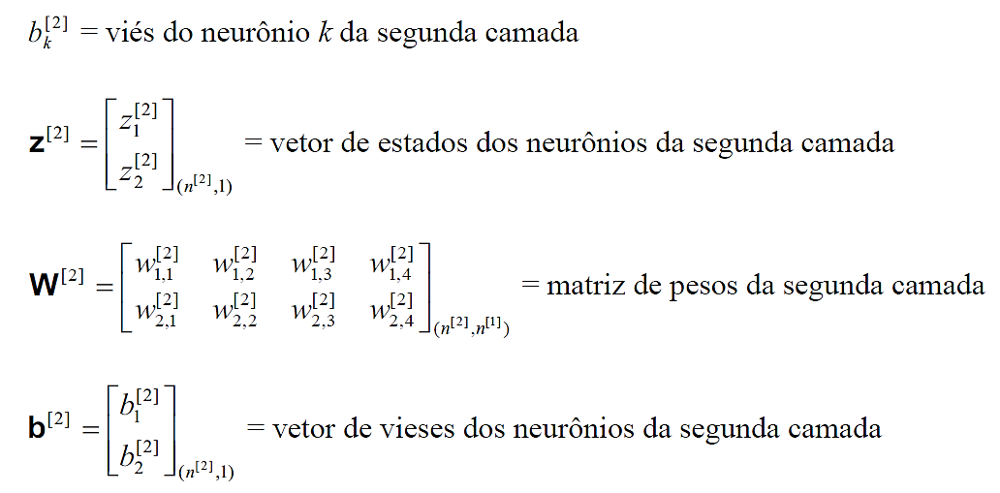 b_k^{[2]} = viés do neurônio k da segunda camada
z^{[2]} = \begin{bmatrix} z_1^{[2]} \\ z_2^{[2]} \end{bmatrix}_{(n^{[2]},1)} = vetor de estados dos neurônios da segunda camada
W^{[2]} = \begin{bmatrix} w_{1,1}^{[2]} & w_{1,2}^{[2]} & w_{1,3}^{[2]} & w_{1,4}^{[2]} \\ w_{2,1}^{[2]} & w_{2,2}^{[2]} & w_{2,3}^{[2]} & w_{2,4}^{[2]} \end{bmatrix}_{(n^{[2]},n^{[1]})} = matriz de pesos da segunda camada
b^{[2]} = \begin{bmatrix} b_1^{[2]} \\ b_2^{[2]} \end{bmatrix}_{(n^{[2]},1)} = vetor de vieses dos neurônios da segunda camada